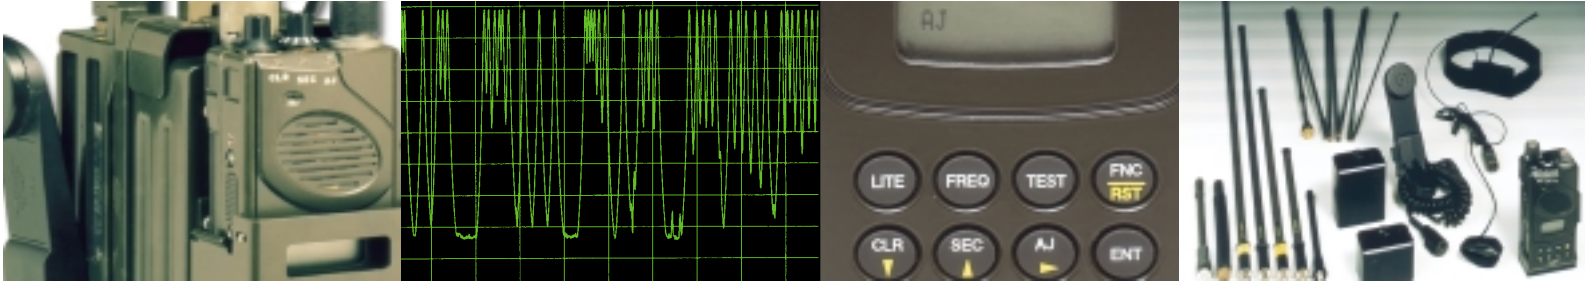 CLR SEC AJ
AJ
LITE FREQ TEST FNC
RST
CLR SEC AJ ENT